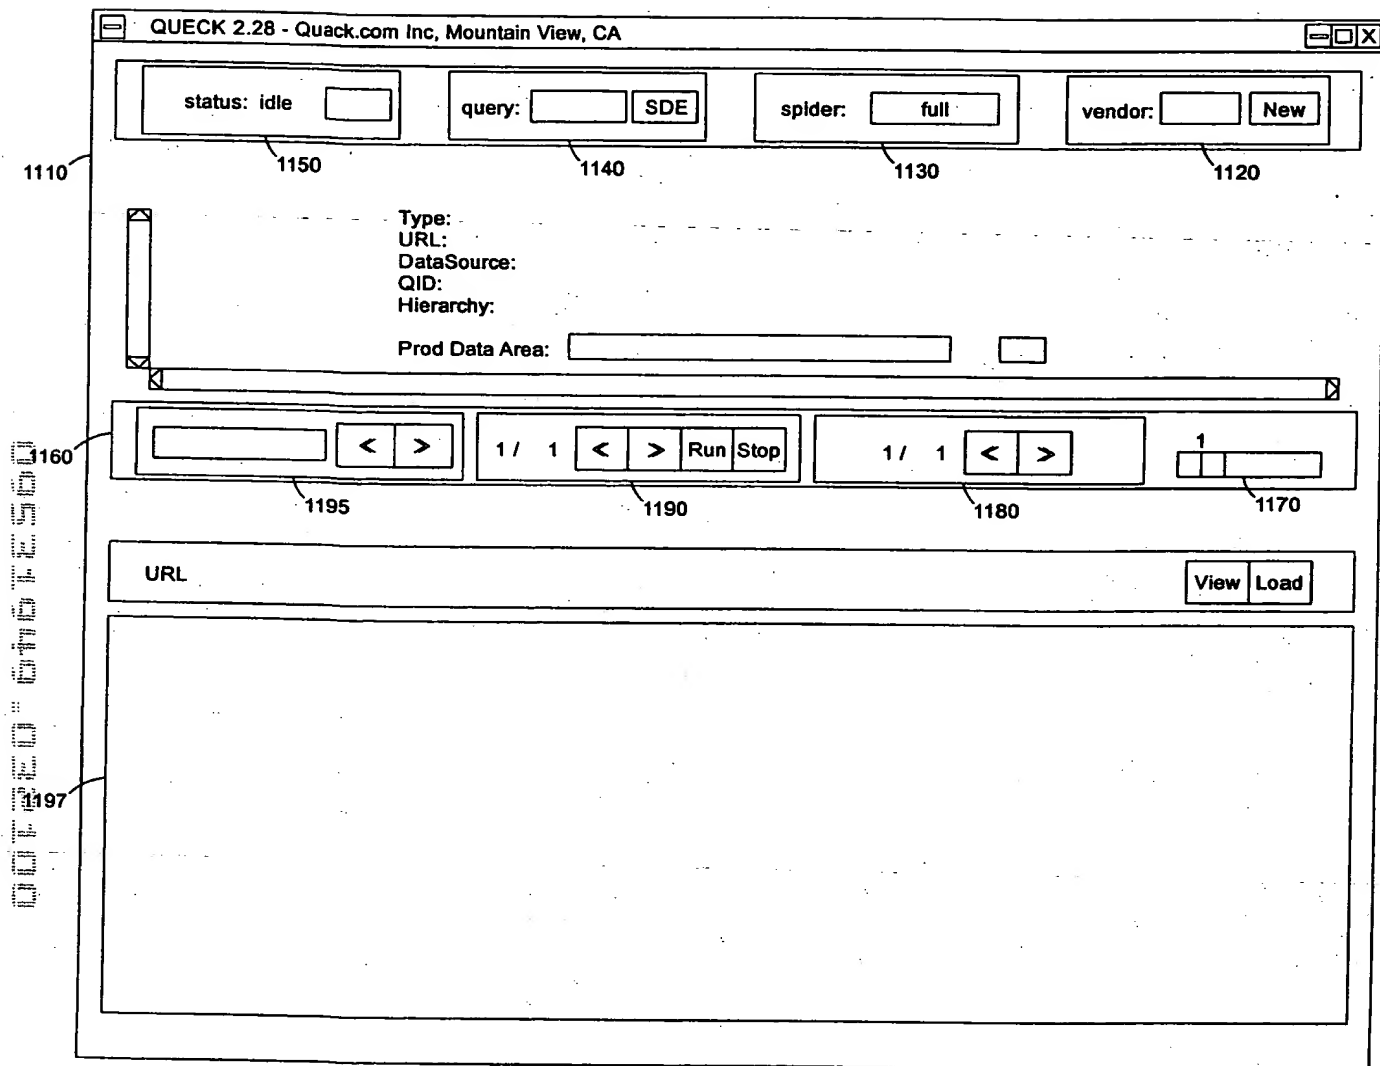 QUECK 2.28 - Quack.com Inc, Mountain View, CA
X
status: idle
query: SDE
spider: full
vendor: New
1110
1150
1140
1130
1120
Type:
URL:
DataSource:
QID:
Hierarchy:
Prod Data Area:
1160
< >
1 / 1 < > Run Stop
1 / 1 < >
1
1195
1190
1180
1170
URL View Load
1197